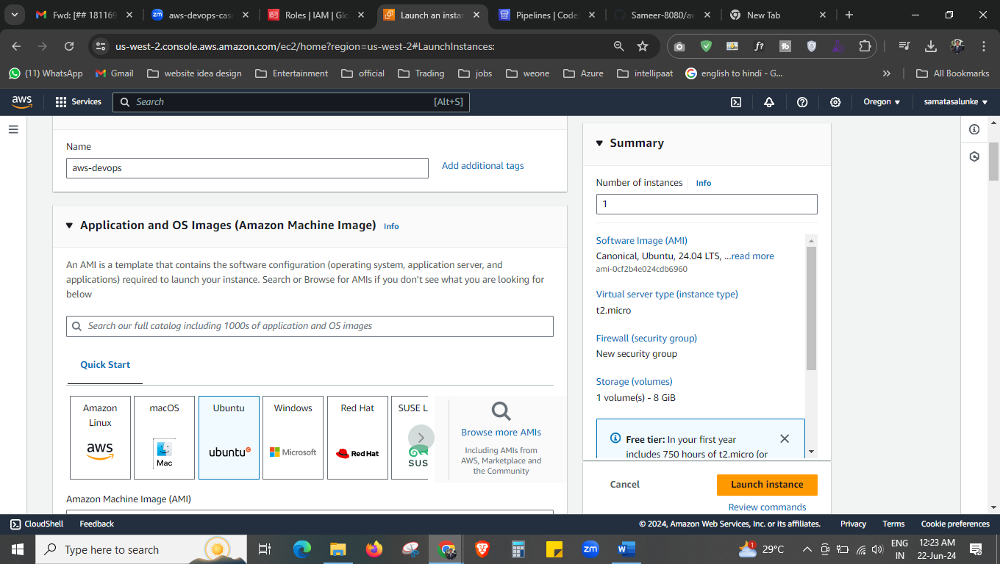 Fwd: [## 181169
aws-devops-cas
Roles | IAM | Glo
Launch an instan
Pipelines | Code
Sameer-8080/aw
New Tab
us-west-2.console.aws.amazon.com/ec2/home?region=us-west-2#LaunchInstances:
(11) WhatsApp
Gmail
website idea design
Entertainment
official
Trading
jobs
weone
Azure
intellipaat
english to hindi - G...
All Bookmarks
aws
Services
Search
[Alt+S]
Oregon
samatasalunke
Name
aws-devops
Add additional tags
Application and OS Images (Amazon Machine Image) Info
An AMI is a template that contains the software configuration (operating system, application server, and
applications) required to launch your instance. Search or Browse for AMIs if you don’t see what you are looking for
below
Search our full catalog including 1000s of application and OS images
Quick Start
Amazon
Linux
aws
macOS
Mac
Ubuntu
ubuntu
Windows
Microsoft
Red Hat
Red Hat
SUSE L
SUS
Browse more AMIs
Including AMIs from
AWS, Marketplace and
the Community
Amazon Machine Image (AMI)
Summary
Number of instances
Info
1
Software Image (AMI)
Canonical, Ubuntu, 24.04 LTS, ...read more
ami-0cf2b4e024cdb6960
Virtual server type (instance type)
t2.micro
Firewall (security group)
New security group
Storage (volumes)
1 volume(s) - 8 GiB
Free tier: In your first year
includes 750 hours of t2.micro (or
Cancel
Launch instance
Review commands
CloudShell
Feedback
© 2024, Amazon Web Services, Inc. or its affiliates.
Privacy
Terms
Cookie preferences
Type here to search
29°C
ENG
IN
12:23 AM
22-Jun-24